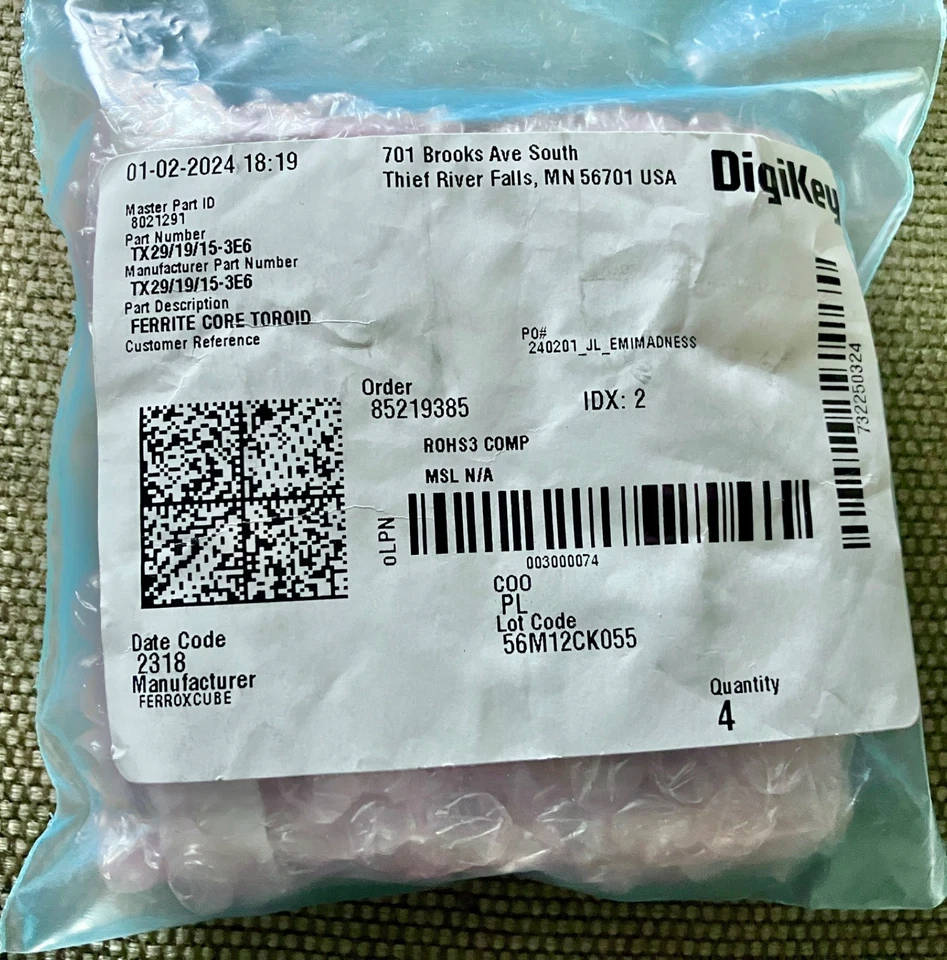 01-02-2024 18:19
701 Brooks Ave South
Thief River Falls, MN 56701 USA
DigiKey
Master Part ID
8021291
Part Number
TX29/19/15-3E6
Manufacturer Part Number
TX29/19/15-3E6
Part Description
FERRITE CORE TOROID
Customer Reference
PO#
240201_JL_EMIMADNESS
Order
85219385
IDX: 2
ROHS3 COMP
MSL N/A
oLPN
003000074
732250324
COO
PL
Lot Code
56M12CK055
Date Code
2318
Manufacturer
FERROXCUBE
Quantity
4